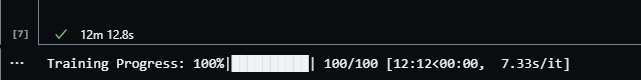 [7] 12m 12.8s
... Training Progress: 100%|██████████| 100/100 [12:12<00:00, 7.33s/it]